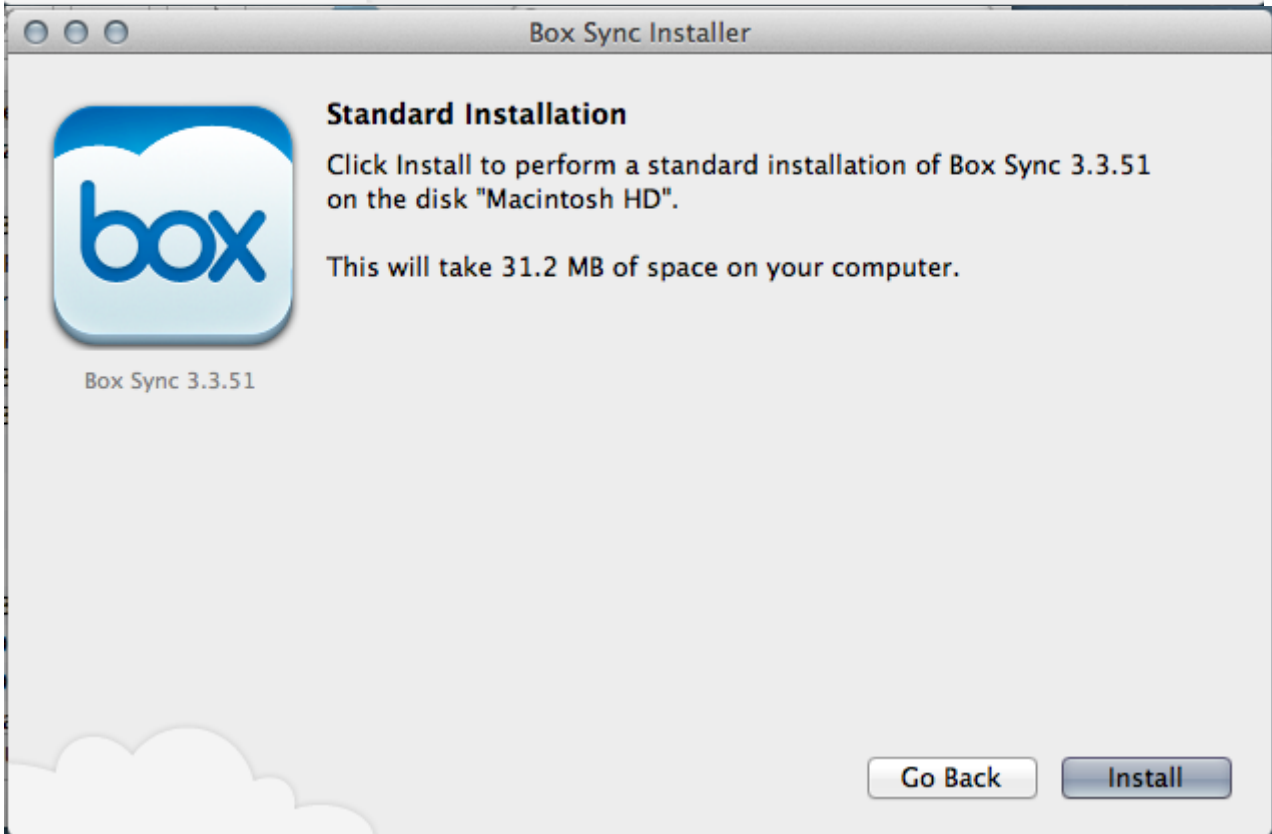 Box Sync Installer
box
Standard Installation
Click Install to perform a standard installation of Box Sync 3.3.51
on the disk "Macintosh HD".
This will take 31.2 MB of space on your computer.
Box Sync 3.3.51
Go Back
Install